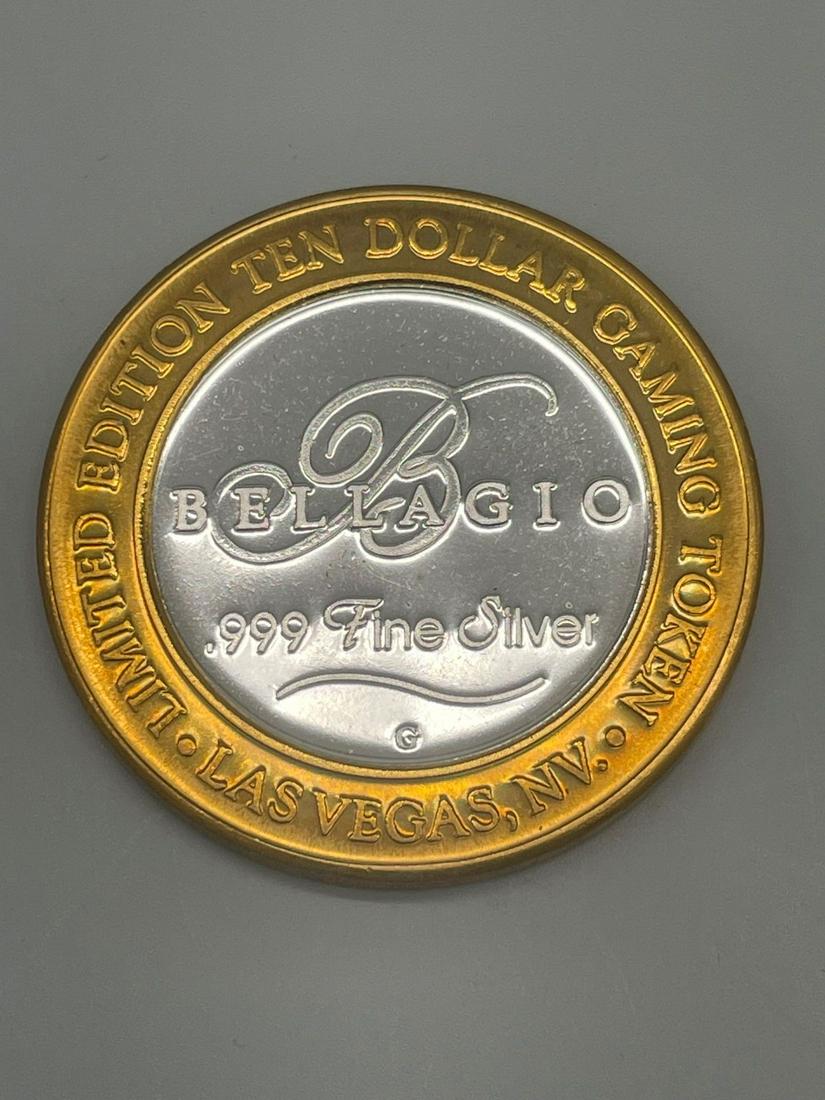 LIMITED EDITION TEN DOLLAR GAMING TOKEN
B
BELLAGIO
.999 Fine Silver
G
• LAS VEGAS, NV. •